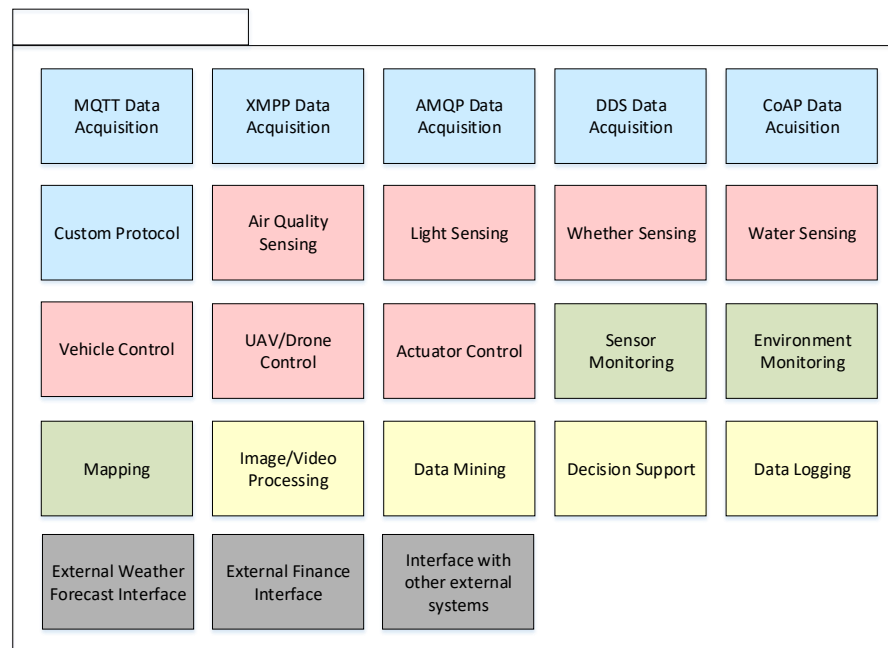 MQTT Data
Acquisition
XMPP Data
Acquisition
AMQP Data
Acquisition
DDS Data
Acquisition
CoAP Data
Acuisition
Custom Protocol
Air Quality
Sensing
Light Sensing
Whether Sensing
Water Sensing
Vehicle Control
UAV/Drone
Control
Actuator Control
Sensor
Monitoring
Environment
Monitoring
Mapping
Image/Video
Processing
Data Mining
Decision Support
Data Logging
External Weather
Forecast Interface
External Finance
Interface
Interface with
other external
systems